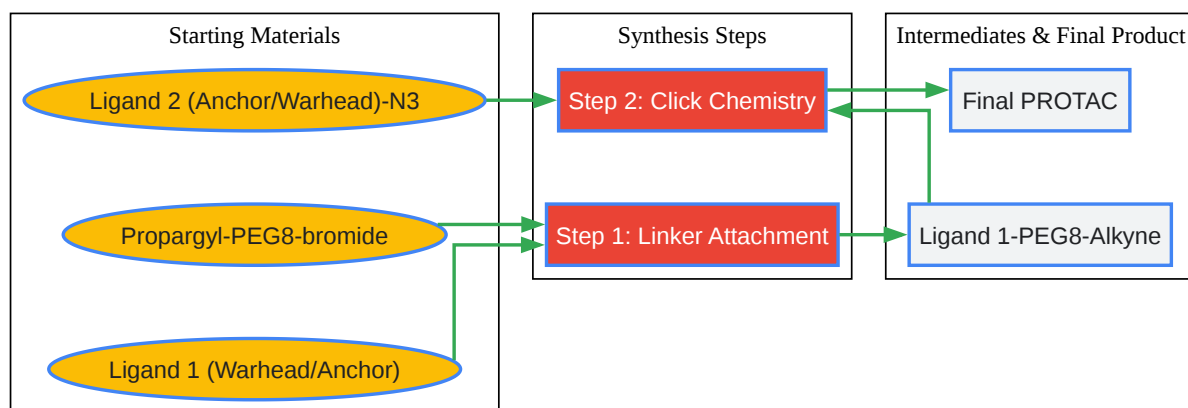 Starting Materials
Ligand 2 (Anchor/Warhead)-N3
Propargyl-PEG8-bromide
Ligand 1 (Warhead/Anchor)
Synthesis Steps
Step 2: Click Chemistry
Step 1: Linker Attachment
Intermediates & Final Product
Final PROTAC
Ligand 1-PEG8-Alkyne